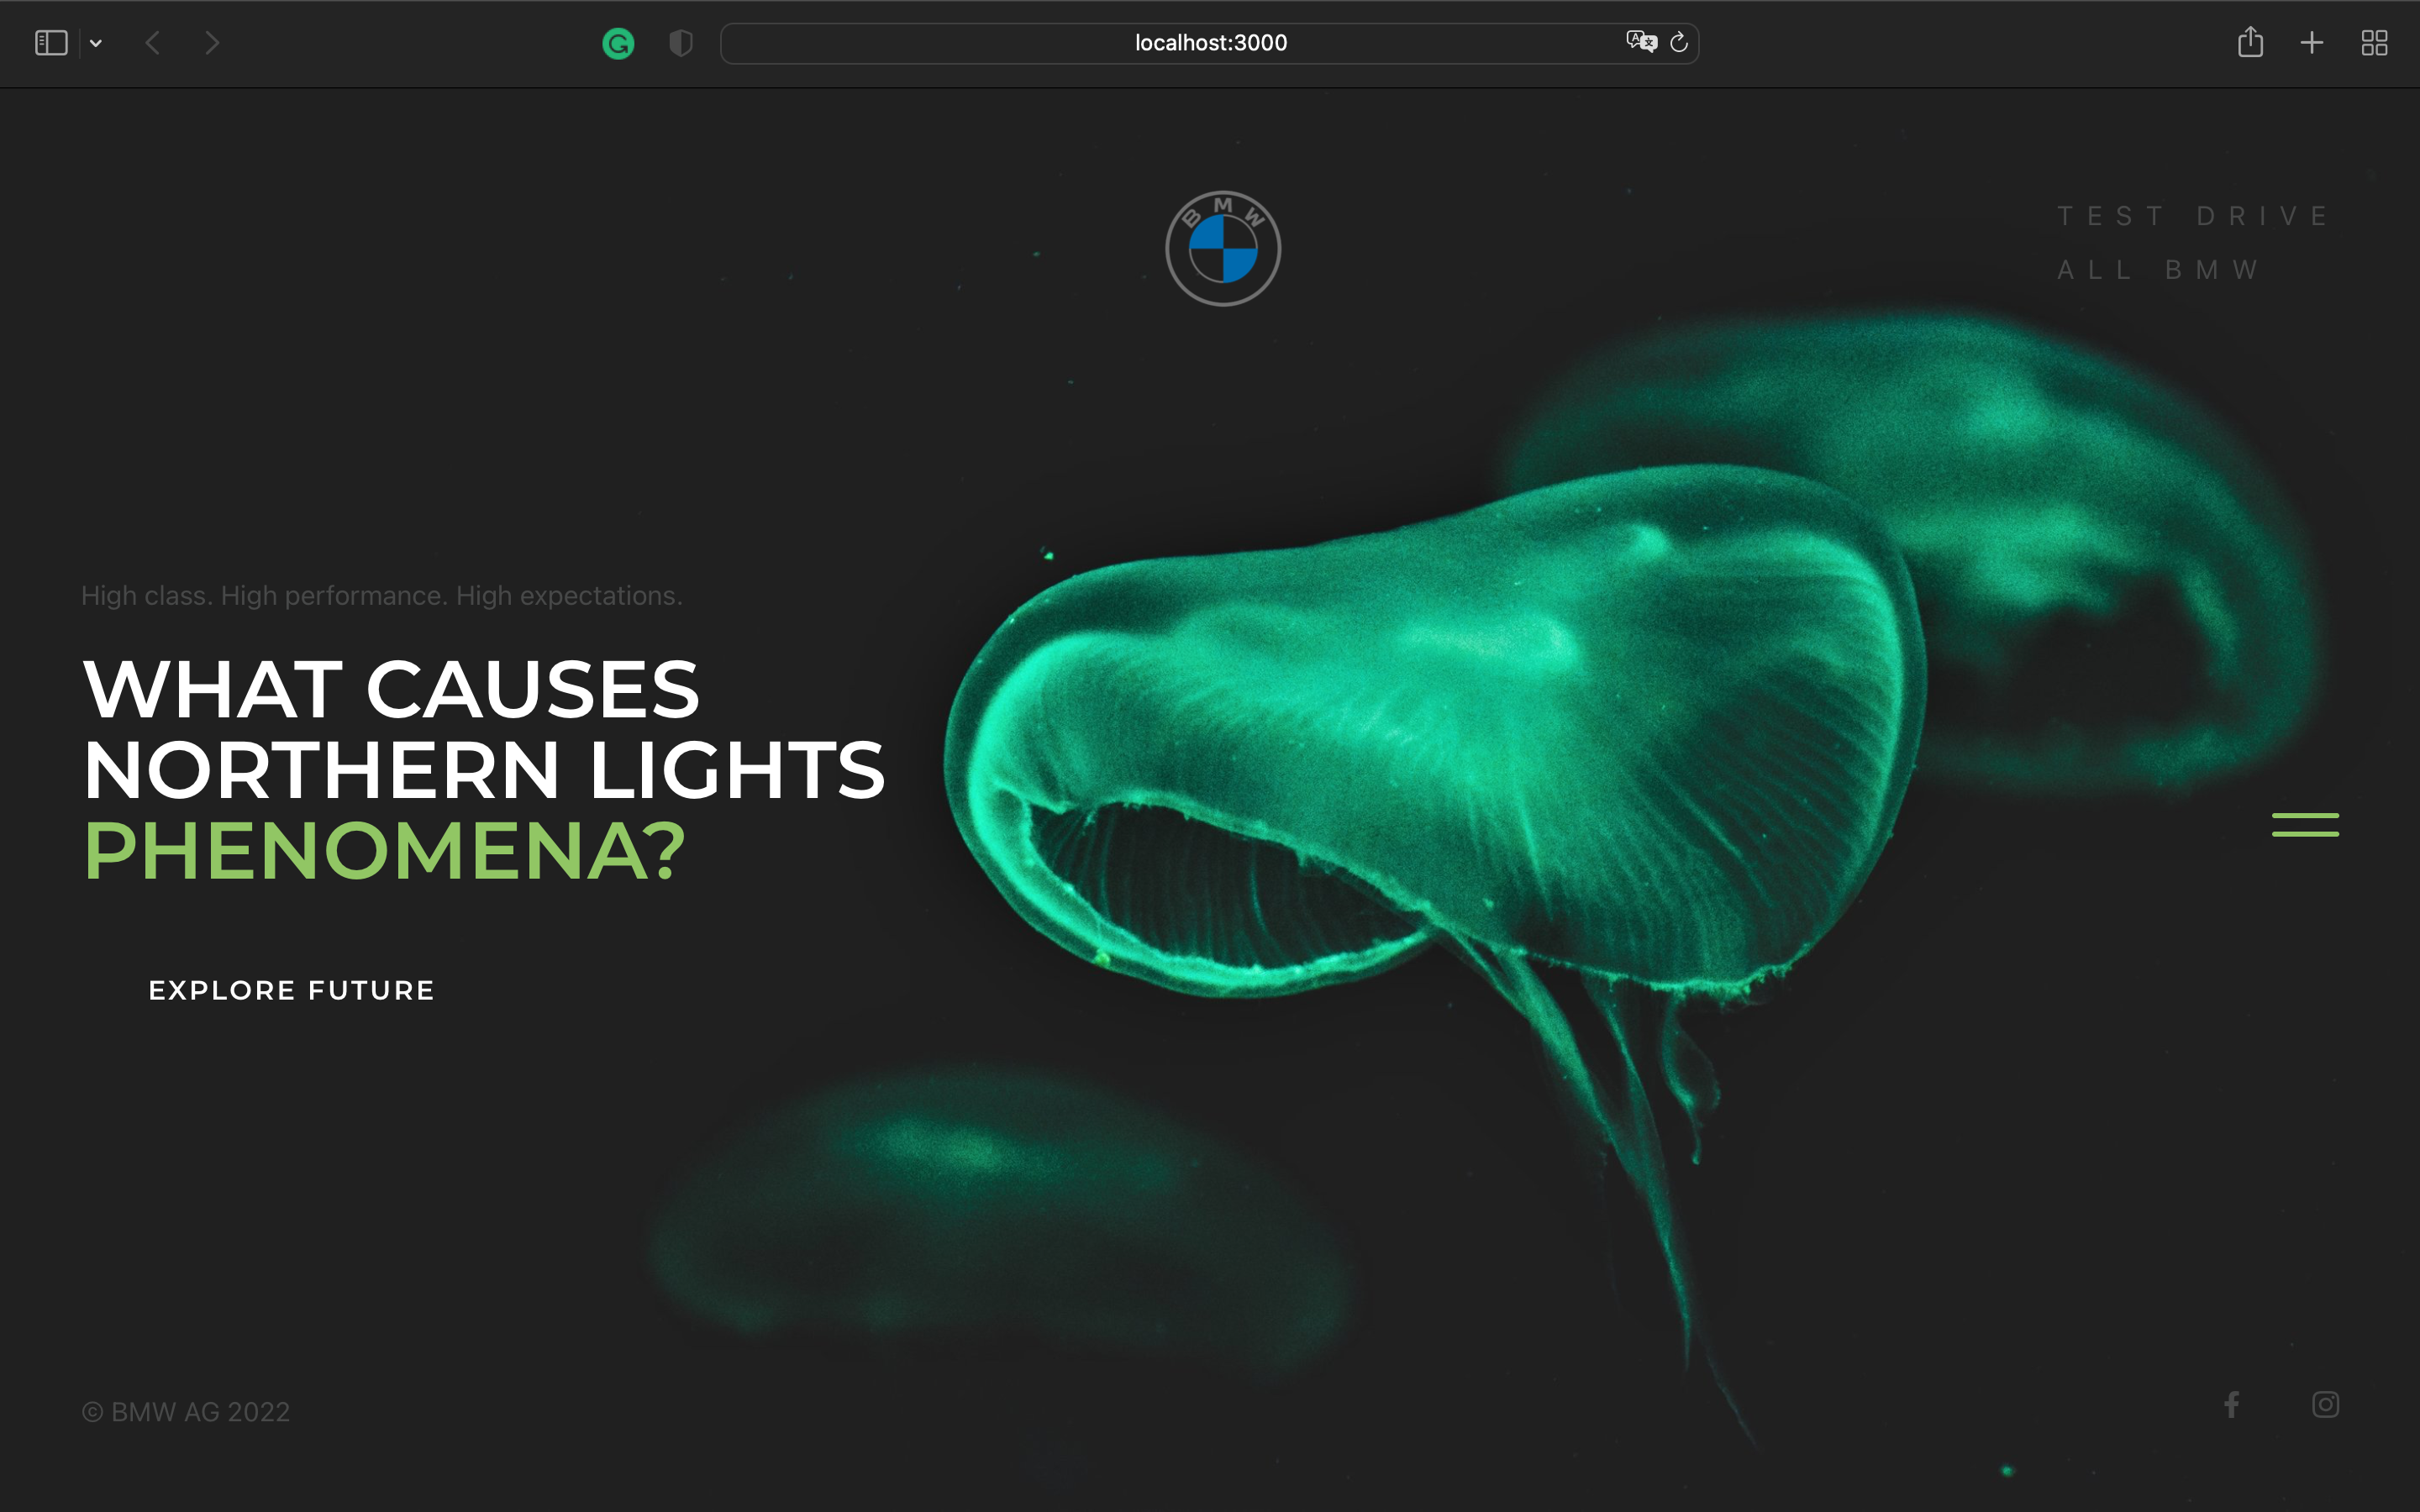 localhost:3000
BMW
TEST DRIVE
ALL BMW
High class. High performance. High expectations.
WHAT CAUSES
NORTHERN LIGHTS
PHENOMENA?
EXPLORE FUTURE
© BMW AG 2022